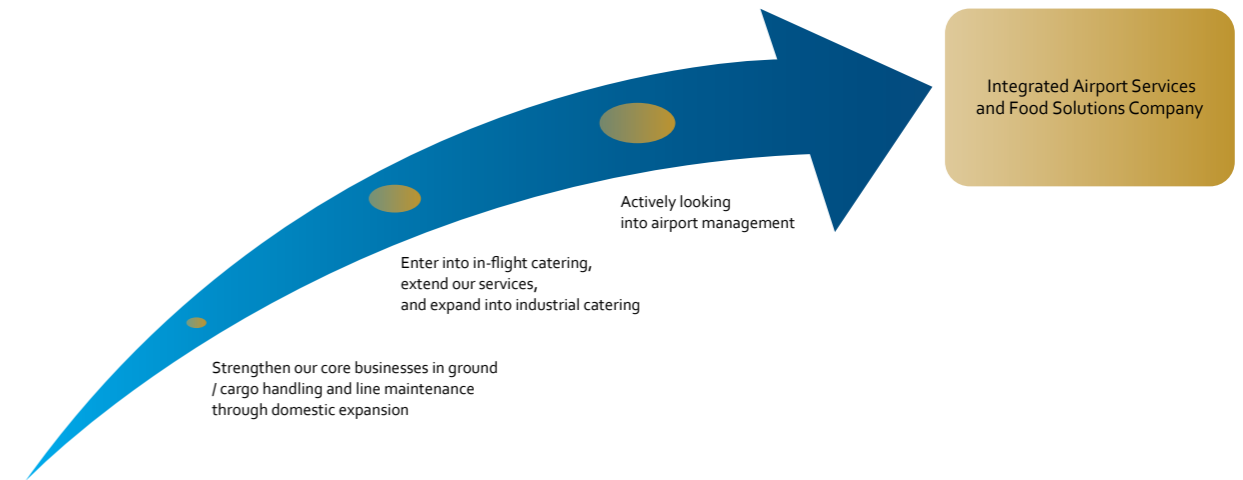 Integrated Airport Services
and Food Solutions Company
Actively looking
into airport management
Enter into in-flight catering,
extend our services,
and expand into industrial catering
Strengthen our core businesses in ground
/ cargo handling and line maintenance
through domestic expansion